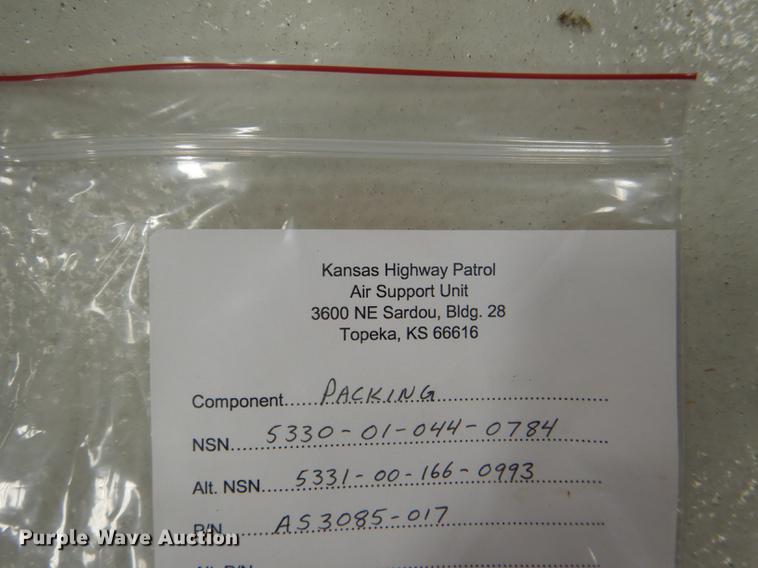 Kansas Highway Patrol
Air Support Unit
3600 NE Sardou, Bldg. 28
Topeka, KS 66616
Component......PACKING
NSN......5330-01-044-0784
Alt. NSN......5331-00-166-0993
P/N......AS3085-017
Purple Wave Auction